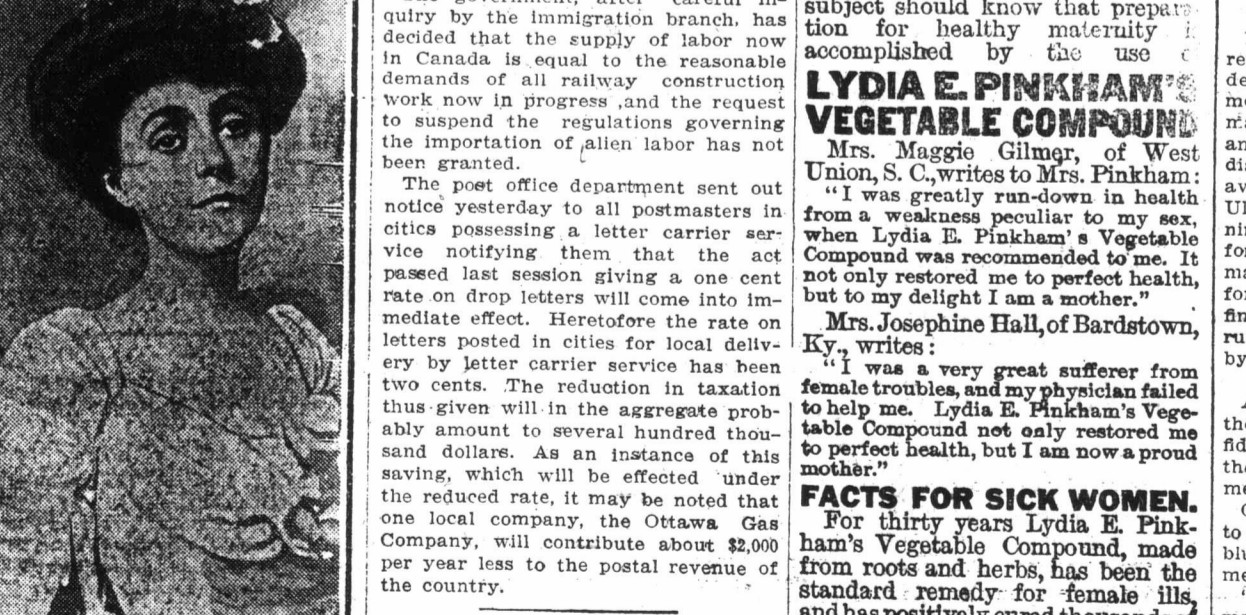 quiry by the immigration branch, has
decided that the supply of labor now
in Canada is equal to the reasonable
demands of all railway construction
work now in progress ,and the request
to suspend the regulations governing
the importation of alien labor has not
been granted.
The post office department sent out
notice yesterday to all postmasters in
cities possessing a letter carrier ser-
vice notifying them that the act
passed last session giving a one cent
rate on drop letters will come into im-
mediate effect. Heretofore the rate on
letters posted in cities for local deliv-
ery by letter carrier service has been
two cents. The reduction in taxation
thus given will in the aggregate prob-
ably amount to several hundred thou-
sand dollars. As an instance of this
saving, which will be effected under
the reduced rate, it may be noted that
one local company, the Ottawa Gas
Company, will contribute about $2,000
per year less to the postal revenue of
the country.
subject should know that prepara-
tion for healthy maternity
accomplished by the use
LYDIA E. PINKHAM'S
VEGETABLE COMPOUND
Mrs. Maggie Gilmer, of West
Union, S. C., writes to Mrs. Pinkham:
"I was greatly run-down in health
from a weakness peculiar to my sex,
when Lydia E. Pinkham's Vegetable
Compound was recommended to me. It
not only restored me to perfect health,
but to my delight I am a mother."
Mrs. Josephine Hall, of Bardstown,
Ky., writes:
"I was a very great sufferer from
female troubles, and my physician failed
to help me. Lydia E. Pinkham's Vege-
table Compound not only restored me
to perfect health, but I am now a proud
mother."
FACTS FOR SICK WOMEN.
For thirty years Lydia E. Pink-
ham's Vegetable Compound, made
from roots and herbs, has been the
standard remedy for female ills,